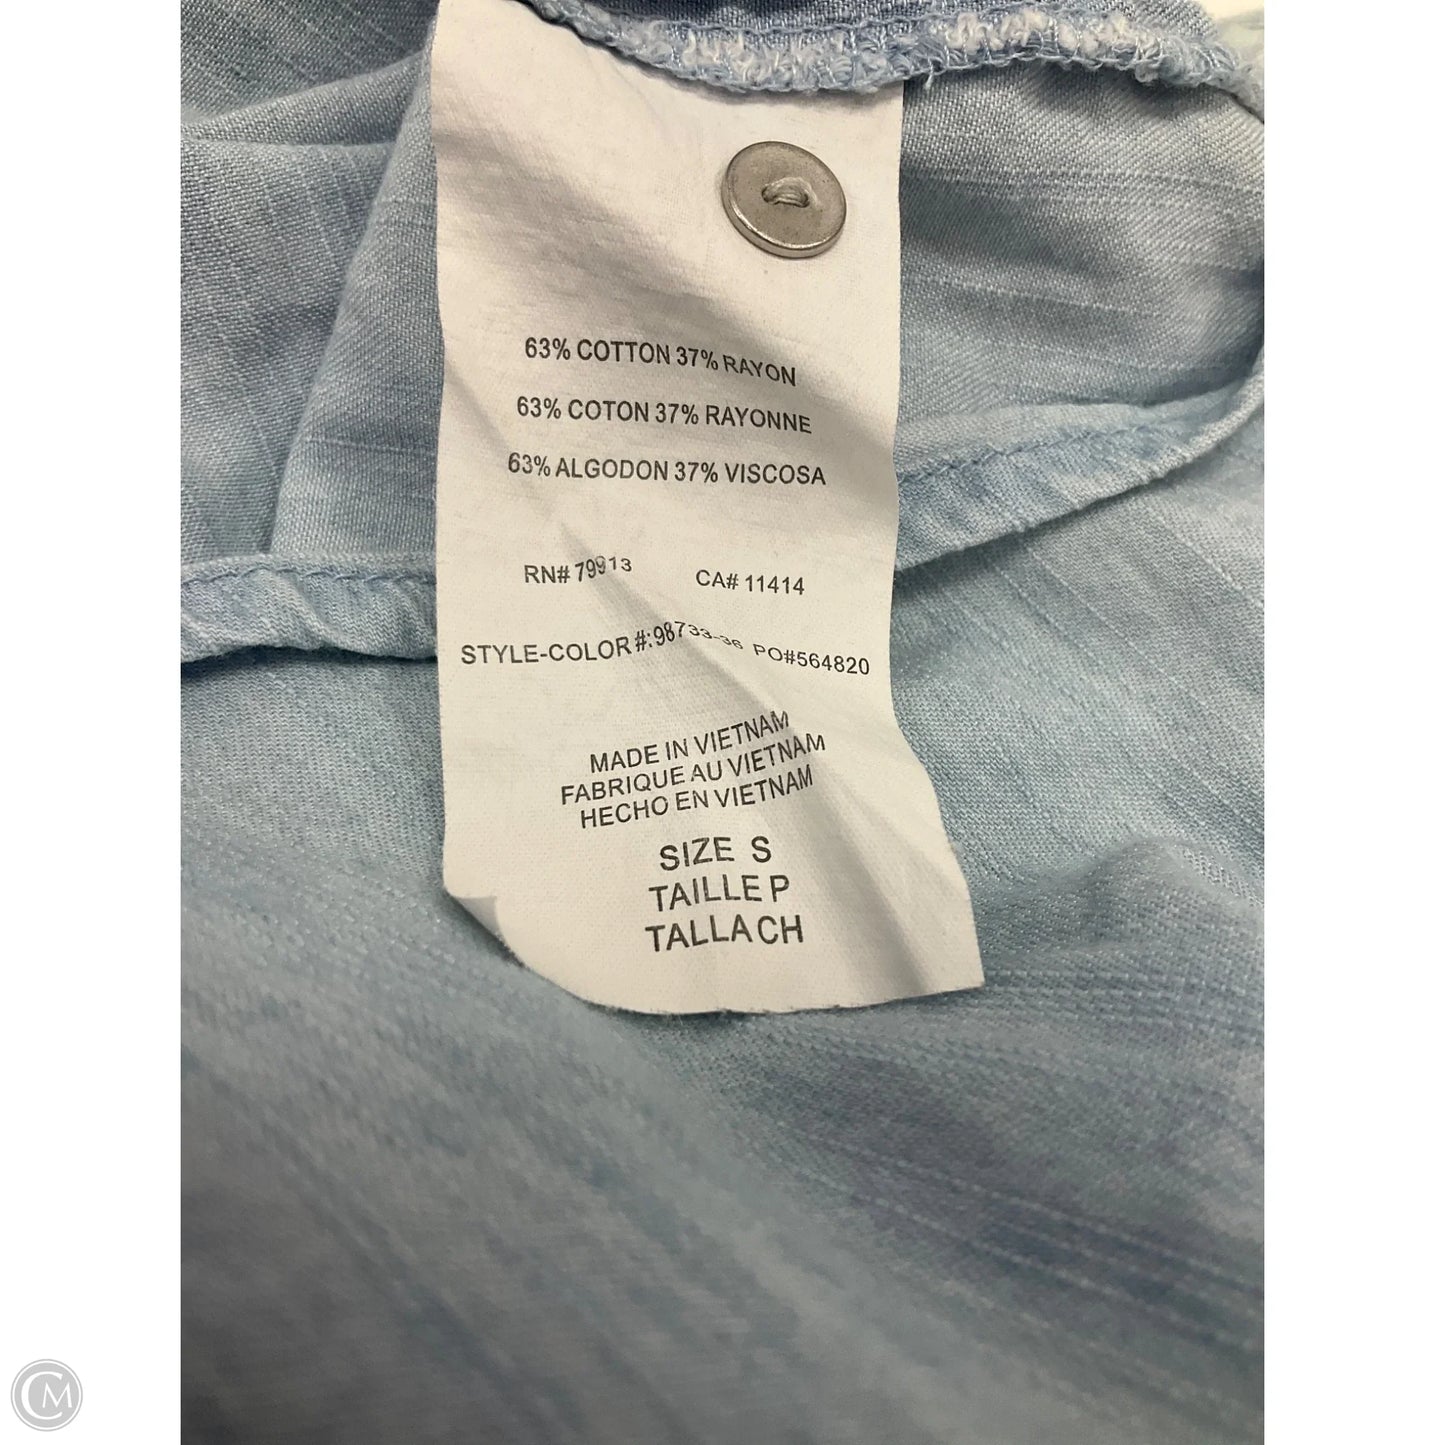 63% COTTON 37% RAYON
63% COTON 37% RAYONNE
63% ALGODON 37% VISCOSA
RN# 79913 CA# 11414
STYLE-COLOR #:98733-36 PO#564820
MADE IN VIETNAM
FABRIQUE AU VIETNAM
HECHO EN VIETNAM
SIZE S
TAILLE P
TALLA CH
CM